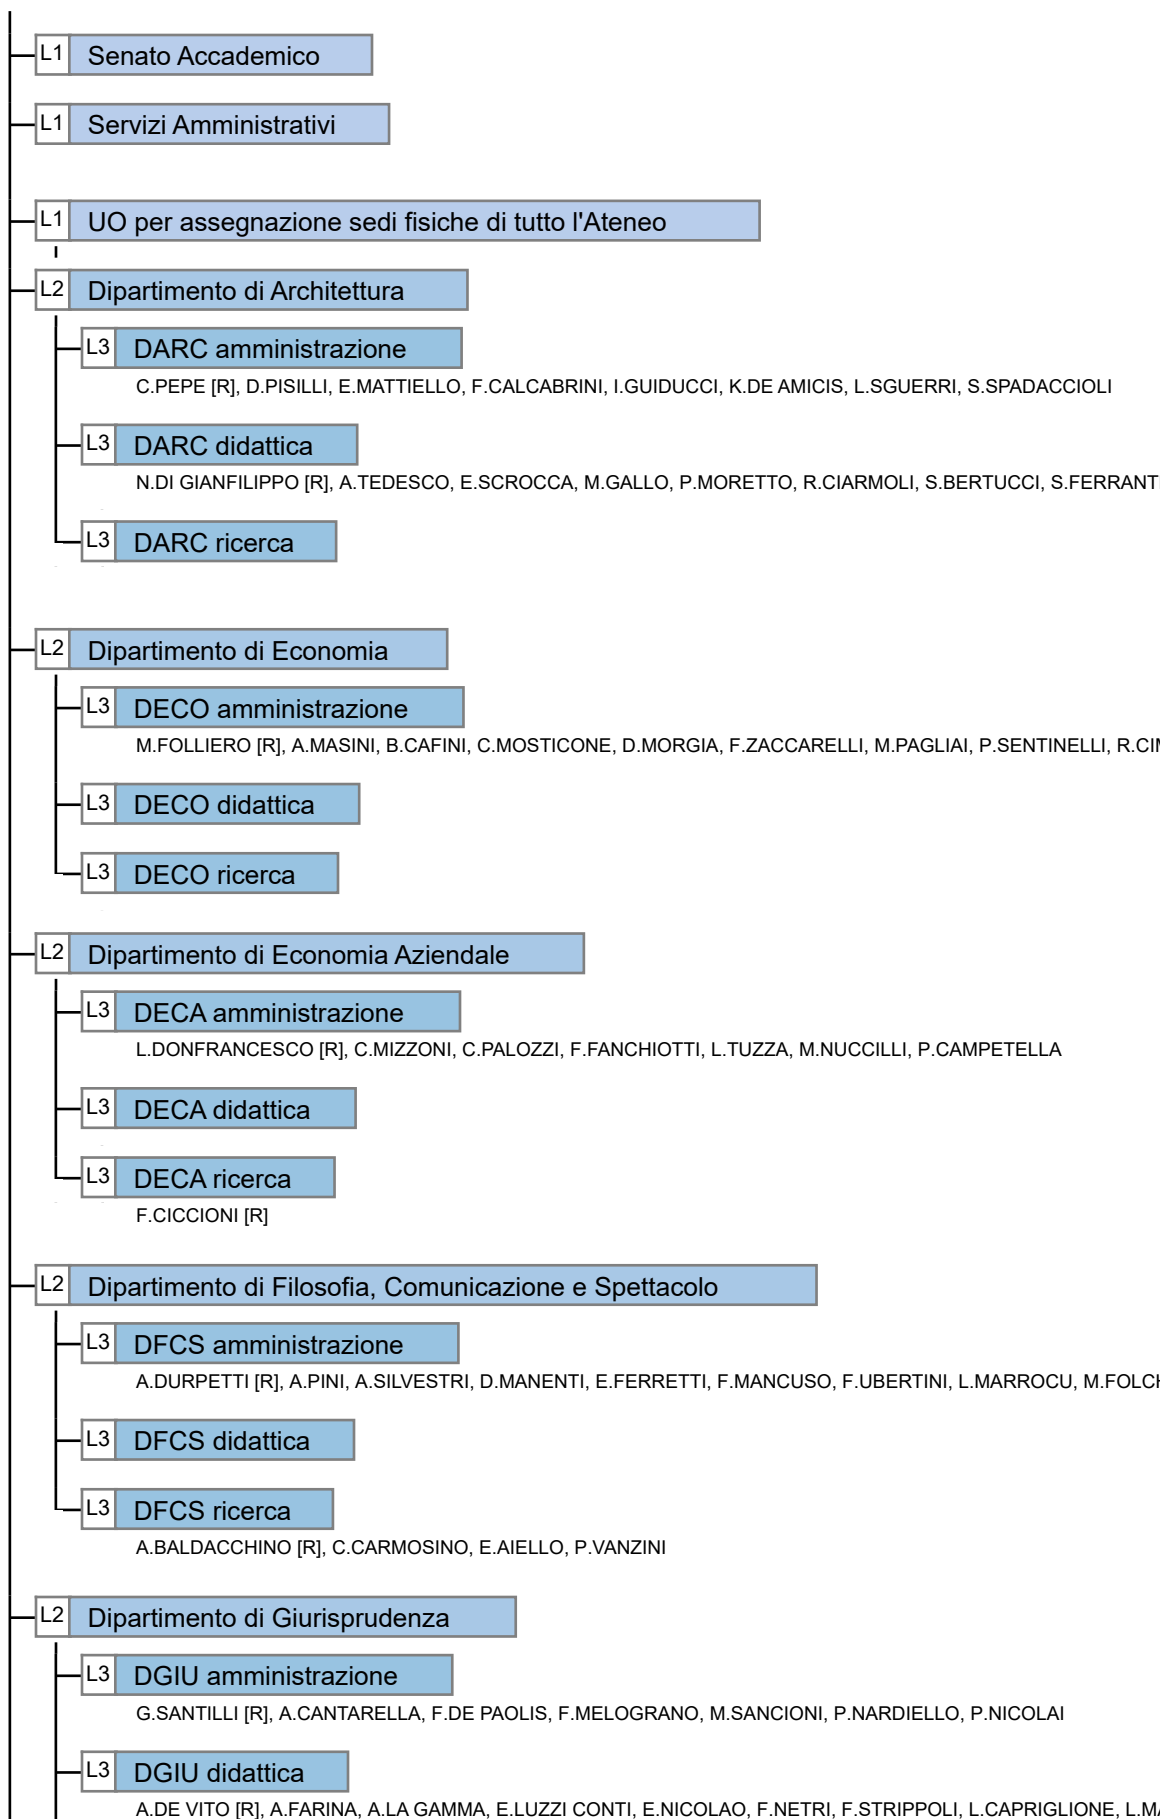 L1 Senato Accademico
L1 Servizi Amministrativi
L1 UO per assegnazione sedi fisiche di tutto l'Ateneo
L2 Dipartimento di Architettura
L3 DARC amministrazione
C.PEPE [R], D.PISILLI, E.MATTIELLO, F.CALCABRINI, I.GUIDUCCI, K.DE AMICIS, L.SGUERRI, S.SPADACCIOLI
L3 DARC didattica
N.DI GIANFILIPPO [R], A.TEDESCO, E.SCROCCA, M.GALLO, P.MORETTO, R.CIARMOLI, S.BERTUCCI, S.FERRANTI
L3 DARC ricerca
L2 Dipartimento di Economia
L3 DECO amministrazione
M.FOLLIERO [R], A.MASINI, B.CAFINI, C.MOSTICONE, D.MORGIA, F.ZACCARELLI, M.PAGLIAI, P.SENTINELLI,
L3 DECO didattica
L3 DECO ricerca
L2 Dipartimento di Economia Aziendale
L3 DECA amministrazione
L.DONFRANCESCO [R], C.MIZZONI, C.PALOZZI, F.FANCHIOTTI, L.TUZZA, M.NUCCILLI, P.CAMPETELLA
L3 DECA didattica
L3 DECA ricerca
F.CICCIONI [R]
L2 Dipartimento di Filosofia, Comunicazione e Spettacolo
L3 DFCS amministrazione
A.DURPETTI [R], A.PINI, A.SILVESTRI, D.MANENTI, E.FERRETTI, F.MANCUSO, F.UBERTINI, L.MARROCU,
L3 DFCS didattica
L3 DFCS ricerca
A.BALDACCHINO [R], C.CARMOSINO, E.AIELLO, P.VANZINI
L2 Dipartimento di Giurisprudenza
L3 DGIU amministrazione
G.SANTILLI [R], A.CANTARELLA, F.DE PAOLIS, F.MELOGRANO, M.SANCIONI, P.NARDIELLO, P.NICOLAI
L3 DGIU didattica
A.DE VITO [R], A.FARINA, A.LA GAMMA, E.LUZZI CONTI, E.NICOLAO, F.NETRI, F.STRIPPOLI, L.CAPRIGLIONE,